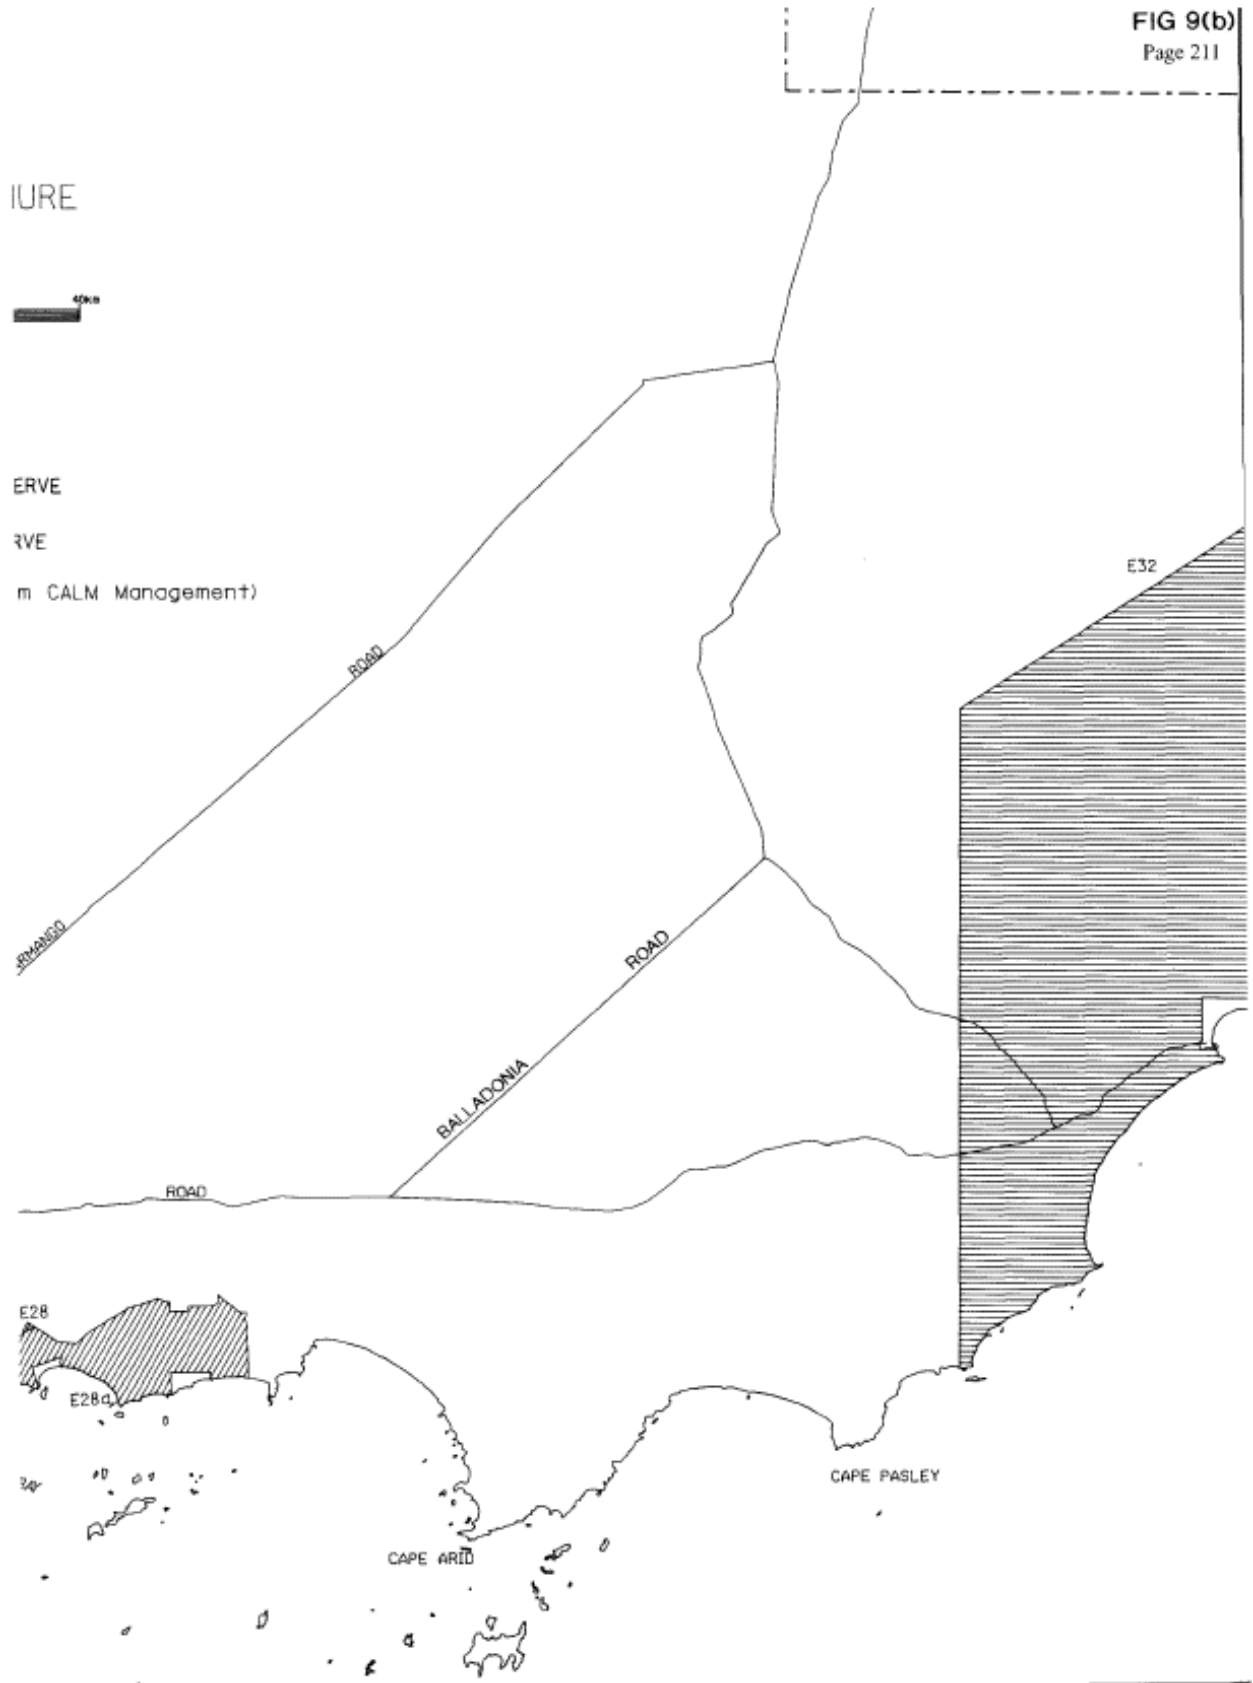 FIG 9(b)
Page 211
IURE
40km
ERVE
RVE
m CALM Management)
E32
ROAD
RMANGO
ROAD
BALLADONIA
ROAD
E28
E28a
CAPE PASLEY
CAPE ARID